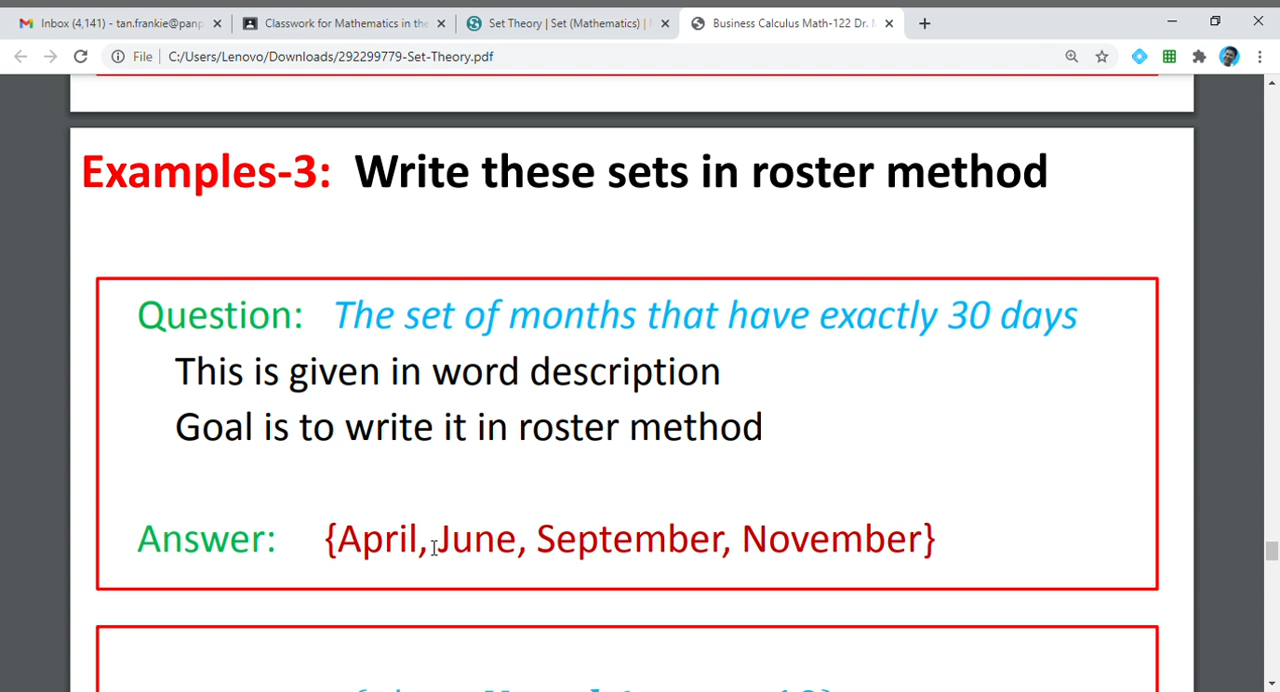 Inbox (4,141) - tan.frankie@panp
Classwork for Mathematics in the
Set Theory | Set (Mathematics) |
Business Calculus Math-122 Dr.
File
C:/Users/Lenovo/Downloads/292299779-Set-Theory.pdf
Examples-3: Write these sets in roster method
Question: The set of months that have exactly 30 days
This is given in word description
Goal is to write it in roster method
Answer: {April, June, September, November}